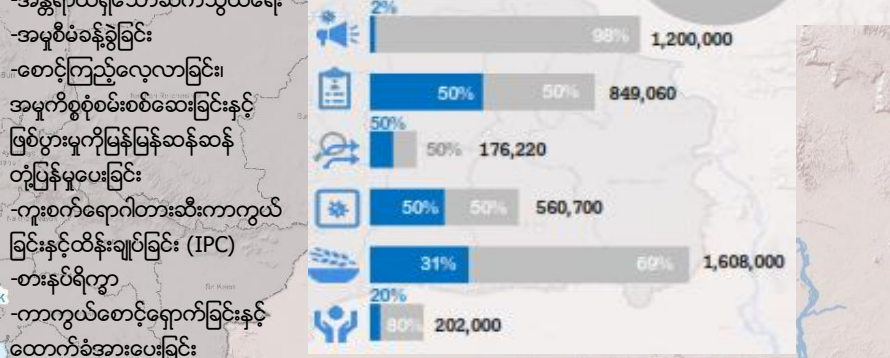 -အန္တရာယ်ရှိသောဆက်သွယ်ရေး
-အမှုစီမံခန့်ခွဲခြင်း
-စောင့်ကြည့်လေ့လာခြင်း၊
အမှုကိစ္စစုံစမ်းစစ်ဆေးခြင်းနှင့်
ဖြစ်ပွားမှုကိုမြန်မြန်ဆန်ဆန်
တုံ့ပြန်မှုပေးခြင်း
-ကူးစက်ရောဂါတားဆီးကာကွယ်
ခြင်းနှင့်ထိန်းချုပ်ခြင်း (IPC)
-စားနပ်ရိက္ခာ
-ကာကွယ်စောင့်ရှောက်ခြင်းနှင့်
ထောက်ခံအားပေးခြင်း
2%
98% 1,200,000
50% 50% 849,060
50%
50% 176,220
50% 50% 560,700
31% 69% 1,608,000
20%
80% 202,000